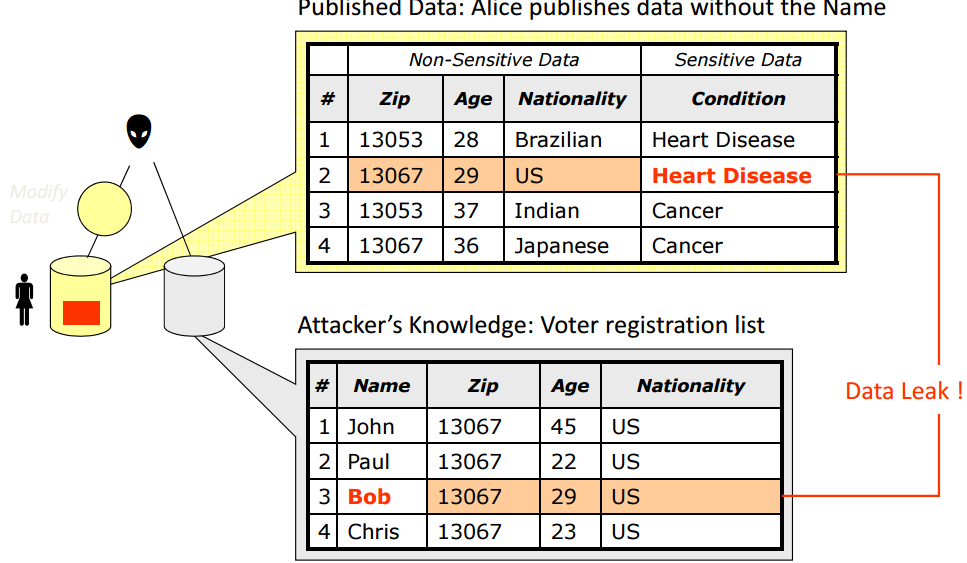 Published Data: Alice publishes data without the Name
Non-Sensitive Data Sensitive Data
# Zip Age Nationality Condition
1 13053 28 Brazilian Heart Disease
2 13067 29 US Heart Disease
3 13053 37 Indian Cancer
4 13067 36 Japanese Cancer
Modify
Data
Attacker’s Knowledge: Voter registration list
# Name Zip Age Nationality
1 John 13067 45 US
2 Paul 13067 22 US
3 Bob 13067 29 US
4 Chris 13067 23 US
Data Leak !